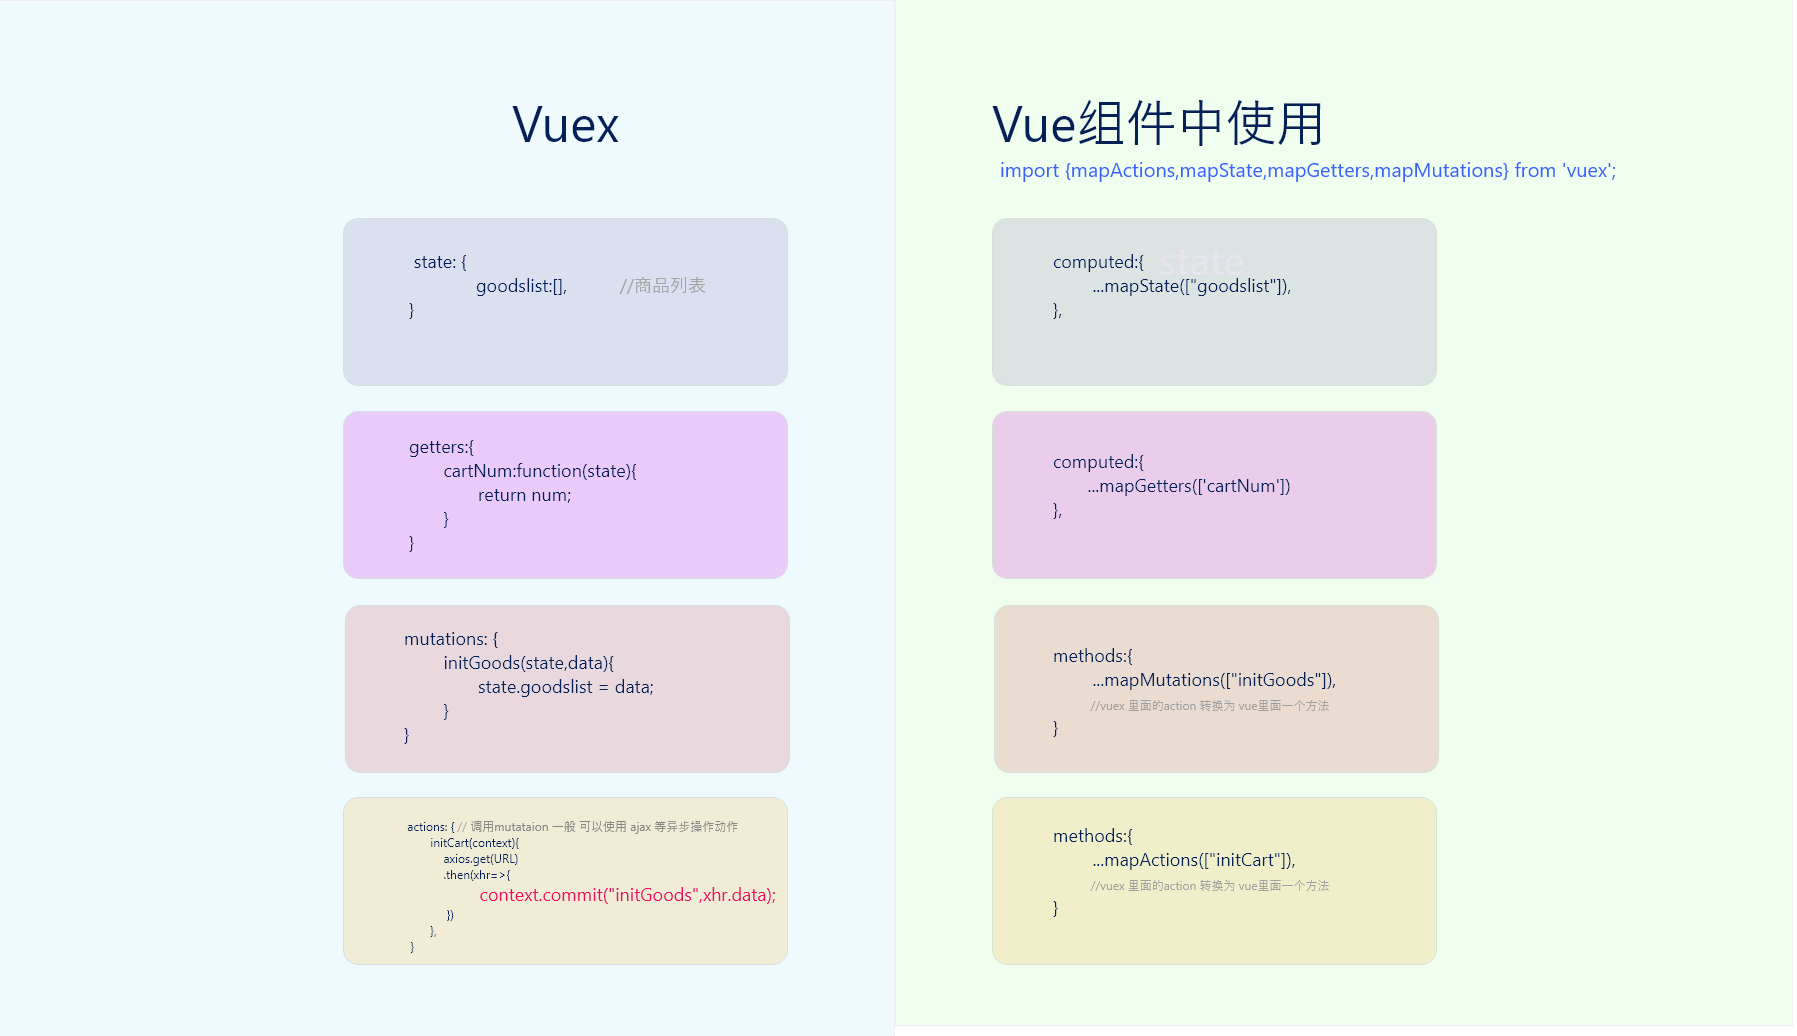 Vuex
state: {
goodslist:[], //商品列表
}
getters:{
cartNum:function(state){
return num;
}
}
mutations: {
initGoods(state,data){
state.goodslist = data;
}
}
actions: { // 调用mutataion 一般 可以使用 ajax 等异步操作动作
initCart(context){
axios.get(URL)
.then(xhr=>{
context.commit("initGoods",xhr.data);
})
},
}
Vue组件中使用
import {mapActions,mapState,mapGetters,mapMutations} from 'vuex';
state
computed:{
...mapState(["goodslist"]),
},
computed:{
...mapGetters(['cartNum'])
},
methods:{
...mapMutations(["initGoods"]),
//vuex 里面的action 转换为 vue里面一个方法
}
methods:{
...mapActions(["initCart"]),
//vuex 里面的action 转换为 vue里面一个方法
}